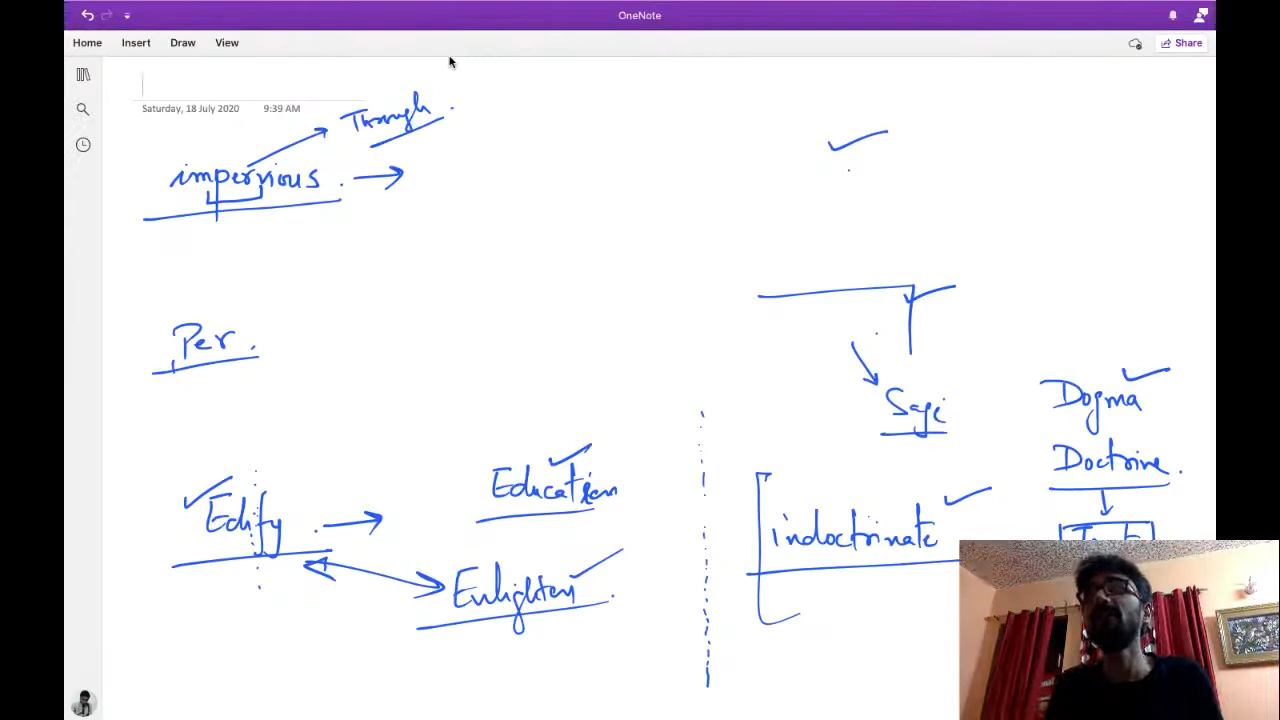 OneNote
Home Insert Draw View Share
Saturday, 18 July 2020 9:39 AM
Through.
impervious. →
Per.
Sagi
Dogma
Doctrine.
Edify. → Education
Enlighten.
indoctrinate